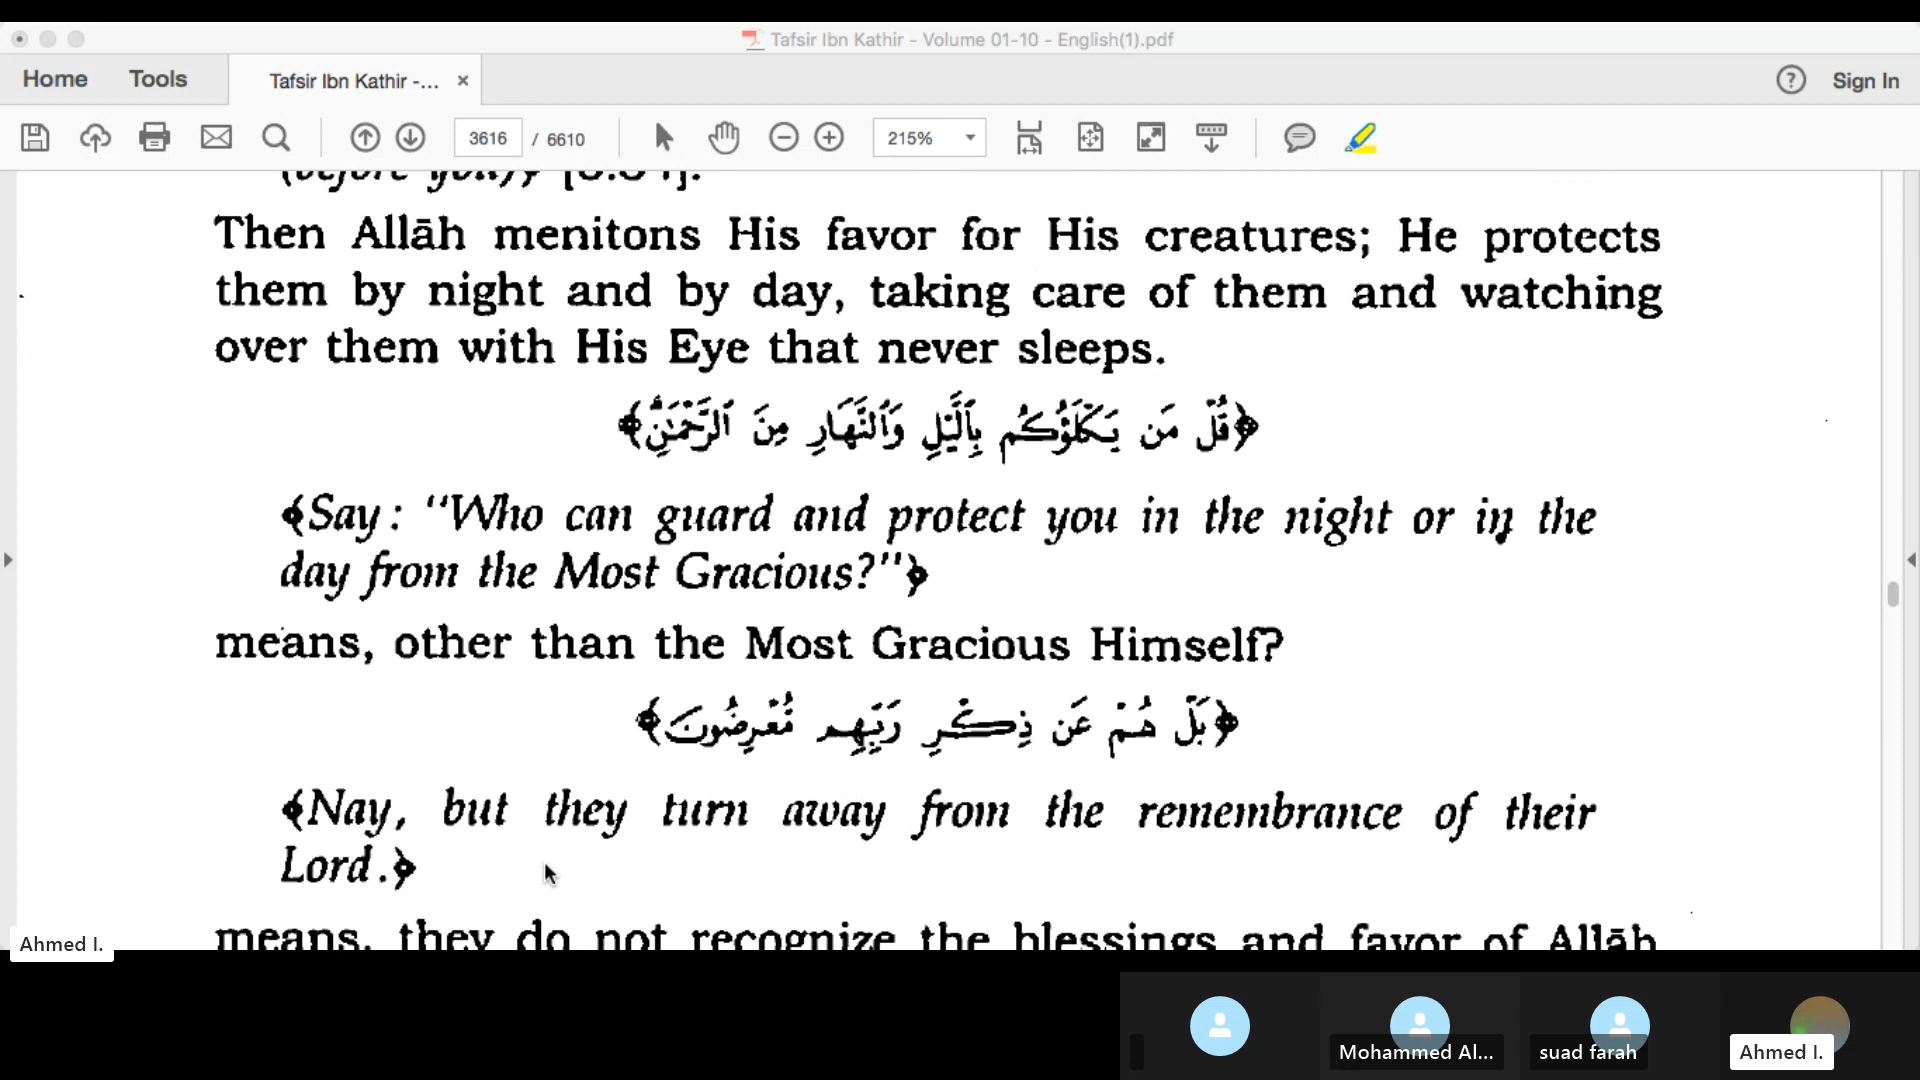 Tafsir Ibn Kathir - Volume 01-10 - English(1).pdf
Home Tools Tafsir Ibn Kathir -... × ? Sign In
3616 / 6610 215%
(before you)﴿
Then Allāh menitons His favor for His creatures; He protects
them by night and by day, taking care of them and watching
over them with His Eye that never sleeps.
﴿قُلْ مَن يَكْلَؤُكُم بِٱلَّيْلِ وَٱلنَّهَارِ مِنَ ٱلرَّحْمَٰنِ﴾
﴾Say: "Who can guard and protect you in the night or in the
day from the Most Gracious?"﴿
means, other than the Most Gracious Himself?
﴿بَلْ هُمْ عَن ذِكْرِ رَبِّهِم مُّعْرِضُونَ﴾
﴾Nay, but they turn away from the remembrance of their
Lord.﴿
means, they do not recognize the blessings and favor of Allāh
Ahmed I.
Mohammed Al... suad farah Ahmed I.